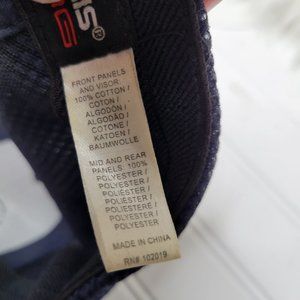 FRONT PANELS
AND VISOR:
100% COTTON /
COTON /
ALGODÓN /
ALGODÃO /
COTONE /
KATOEN /
BAUMWOLLE
MID AND REAR
PANELS: 100%
POLYESTER /
POLYESTER /
POLIÉSTER /
POLIESTERE /
POLYESTER /
POLYESTER
MADE IN CHINA
RN# 102019